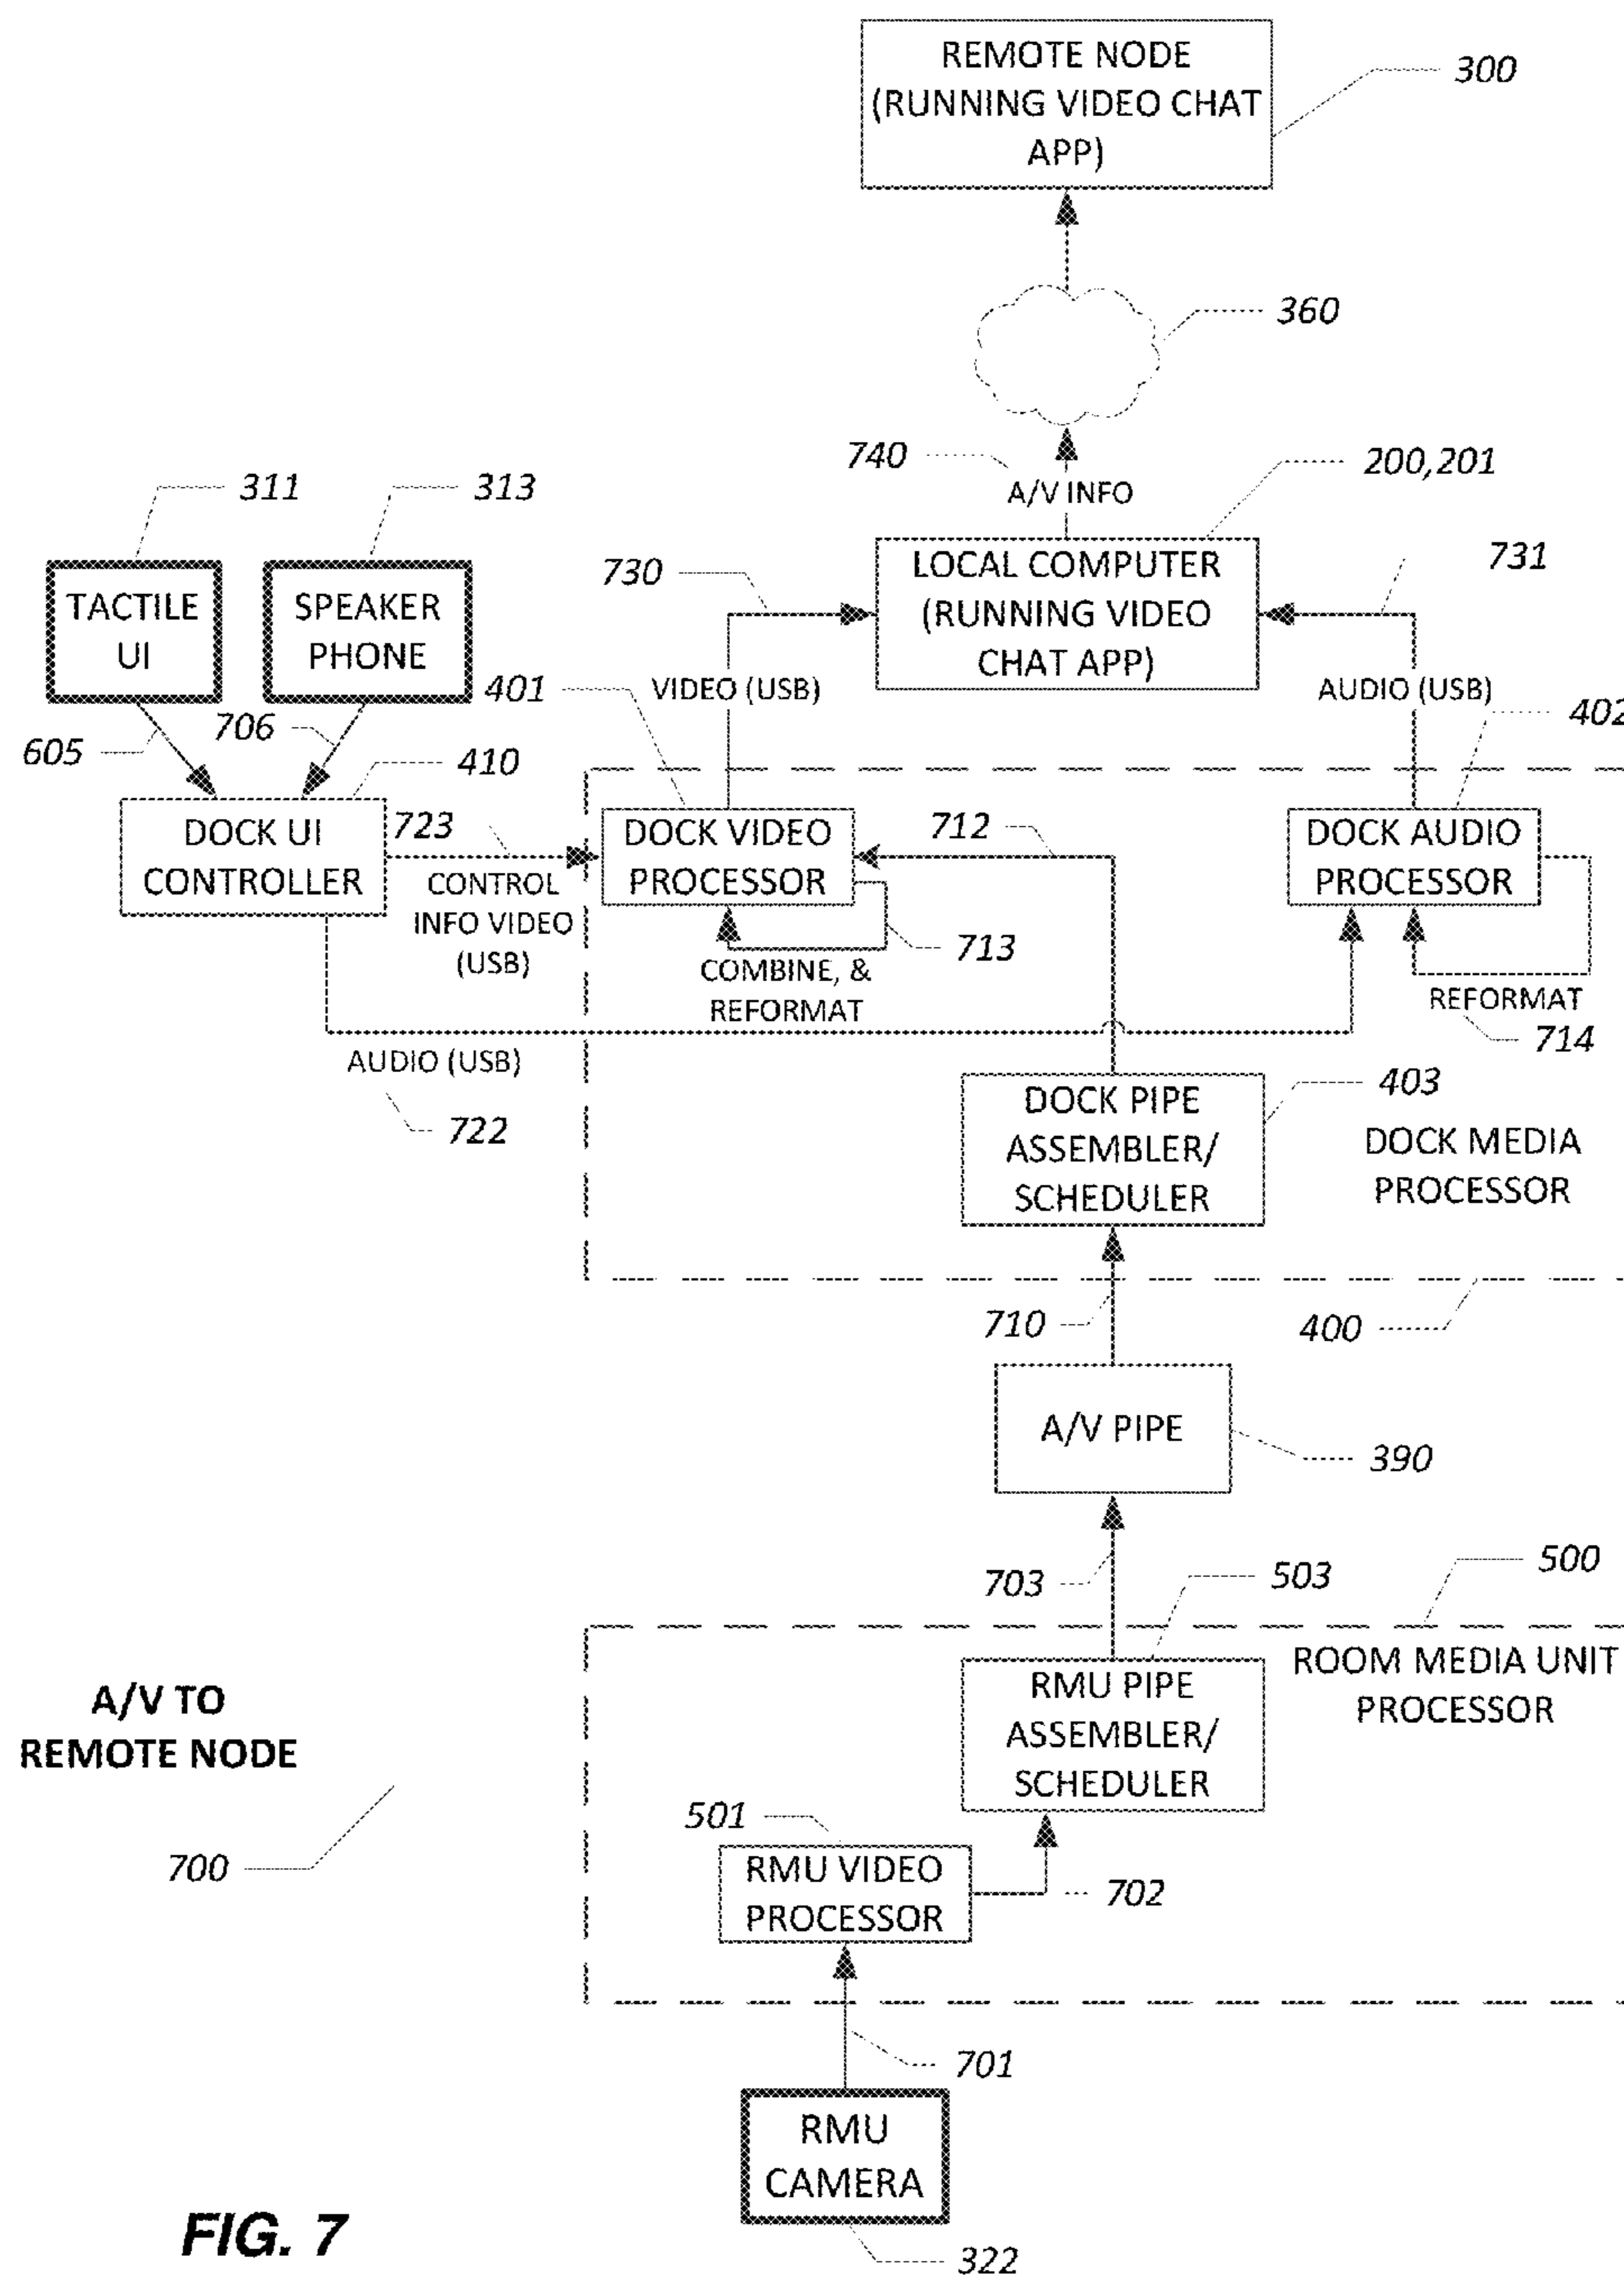 REMOTE NODE
(RUNNING VIDEO CHAT
APP)
300
360
740
A/V INFO
200,201
311
313
TACTILE
UI
SPEAKER
PHONE
730
LOCAL COMPUTER
(RUNNING VIDEO
CHAT APP)
731
401
VIDEO (USB)
AUDIO (USB)
402
605
706
410
DOCK UI
CONTROLLER
723
CONTROL
INFO VIDEO
(USB)
DOCK VIDEO
PROCESSOR
712
DOCK AUDIO
PROCESSOR
713
COMBINE, &
REFORMAT
REFORMAT
714
AUDIO (USB)
722
DOCK PIPE
ASSEMBLER/
SCHEDULER
403
DOCK MEDIA
PROCESSOR
710
400
A/V PIPE
390
703
503
500
RMU PIPE
ASSEMBLER/
SCHEDULER
ROOM MEDIA UNIT
PROCESSOR
A/V TO
REMOTE NODE
700
501
RMU VIDEO
PROCESSOR
702
701
RMU
CAMERA
322
FIG. 7